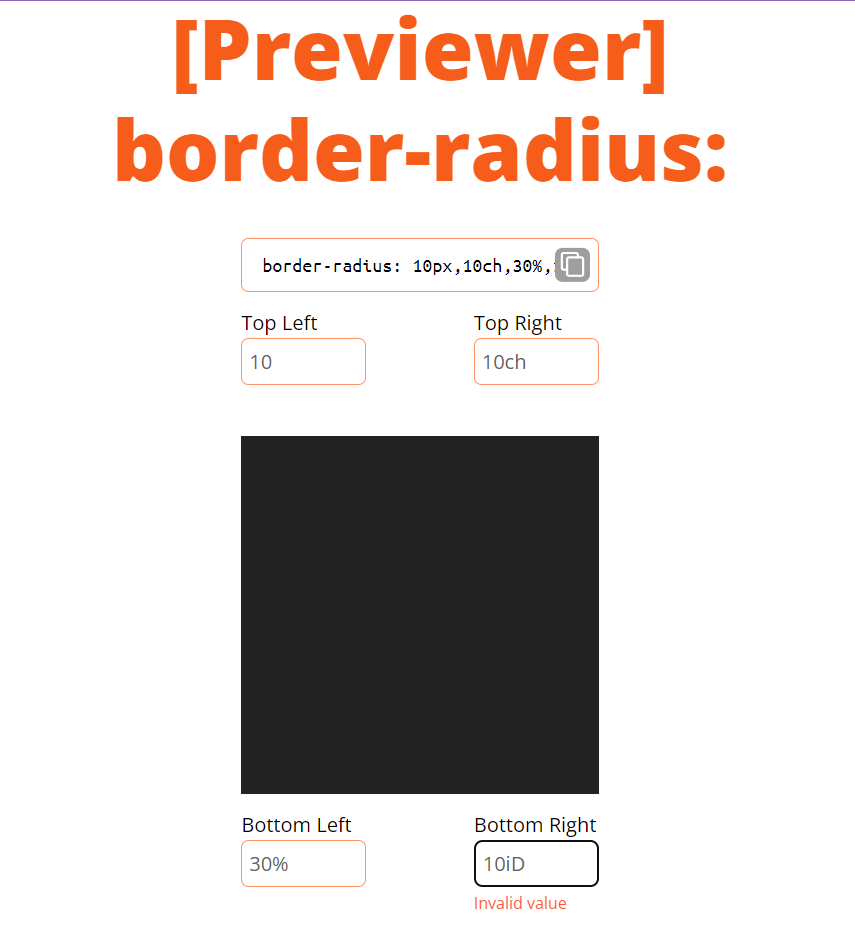 [Previewer]
border-radius:
border-radius: 10px,10ch,30%,
Top Left
Top Right
10
10ch
Bottom Left
Bottom Right
30%
10iD
Invalid value